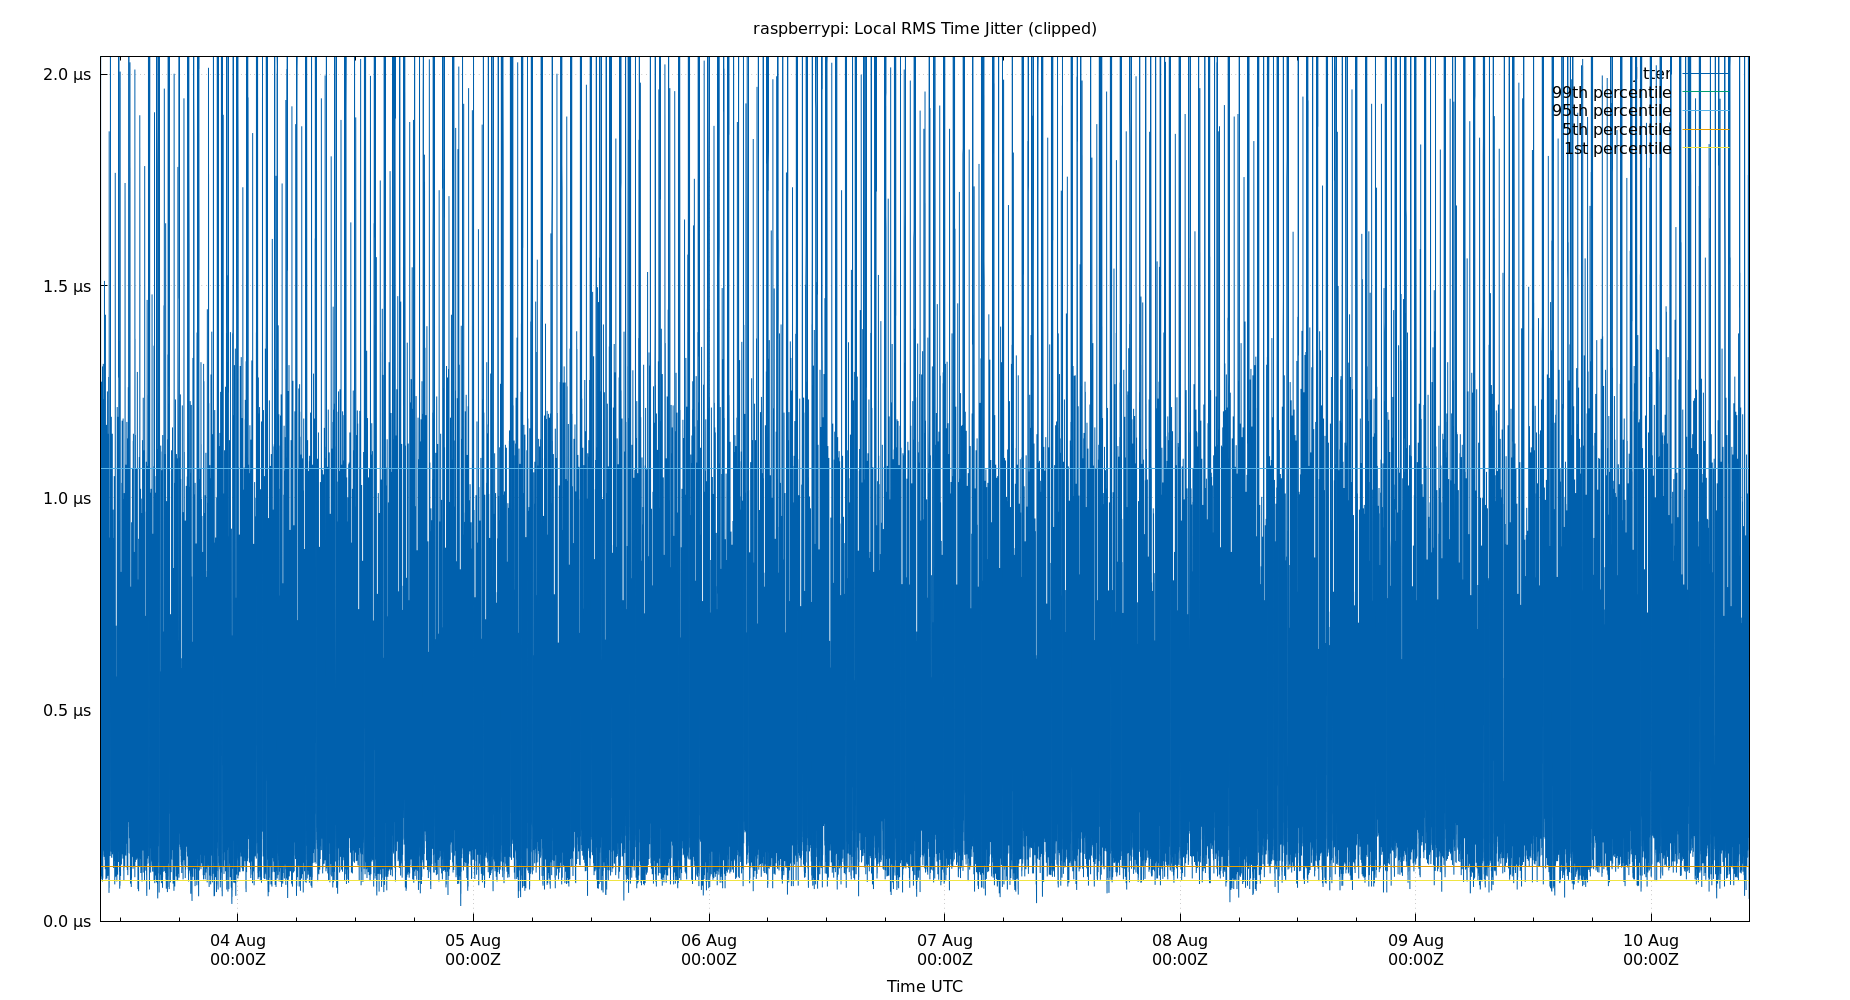 raspberrypi: Local RMS Time Jitter (clipped)
2.0 µs
1.5 µs
1.0 µs
0.5 µs
0.0 µs
jitter
99th percentile
95th percentile
5th percentile
1st percentile
04 Aug 05 Aug 06 Aug 07 Aug 08 Aug 09 Aug 10 Aug
00:00Z 00:00Z 00:00Z 00:00Z 00:00Z 00:00Z 00:00Z
Time UTC